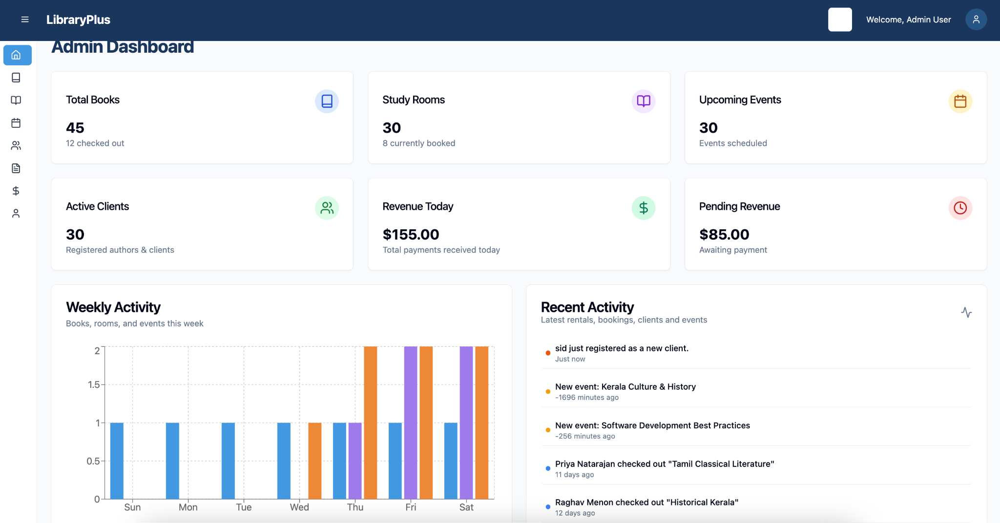 LibraryPlus
Welcome, Admin User
Admin Dashboard
Total Books
45
12 checked out
Study Rooms
30
8 currently booked
Upcoming Events
30
Events scheduled
Active Clients
30
Registered authors & clients
Revenue Today
$155.00
Total payments received today
Pending Revenue
$85.00
Awaiting payment
Weekly Activity
Books, rooms, and events this week
2
1.5
1
0.5
0
Sun Mon Tue Wed Thu Fri Sat
Recent Activity
Latest rentals, bookings, clients and events
sid just registered as a new client.
Just now
New event: Kerala Culture & History
-1696 minutes ago
New event: Software Development Best Practices
-256 minutes ago
Priya Natarajan checked out "Tamil Classical Literature"
11 days ago
Raghav Menon checked out "Historical Kerala"
12 days ago